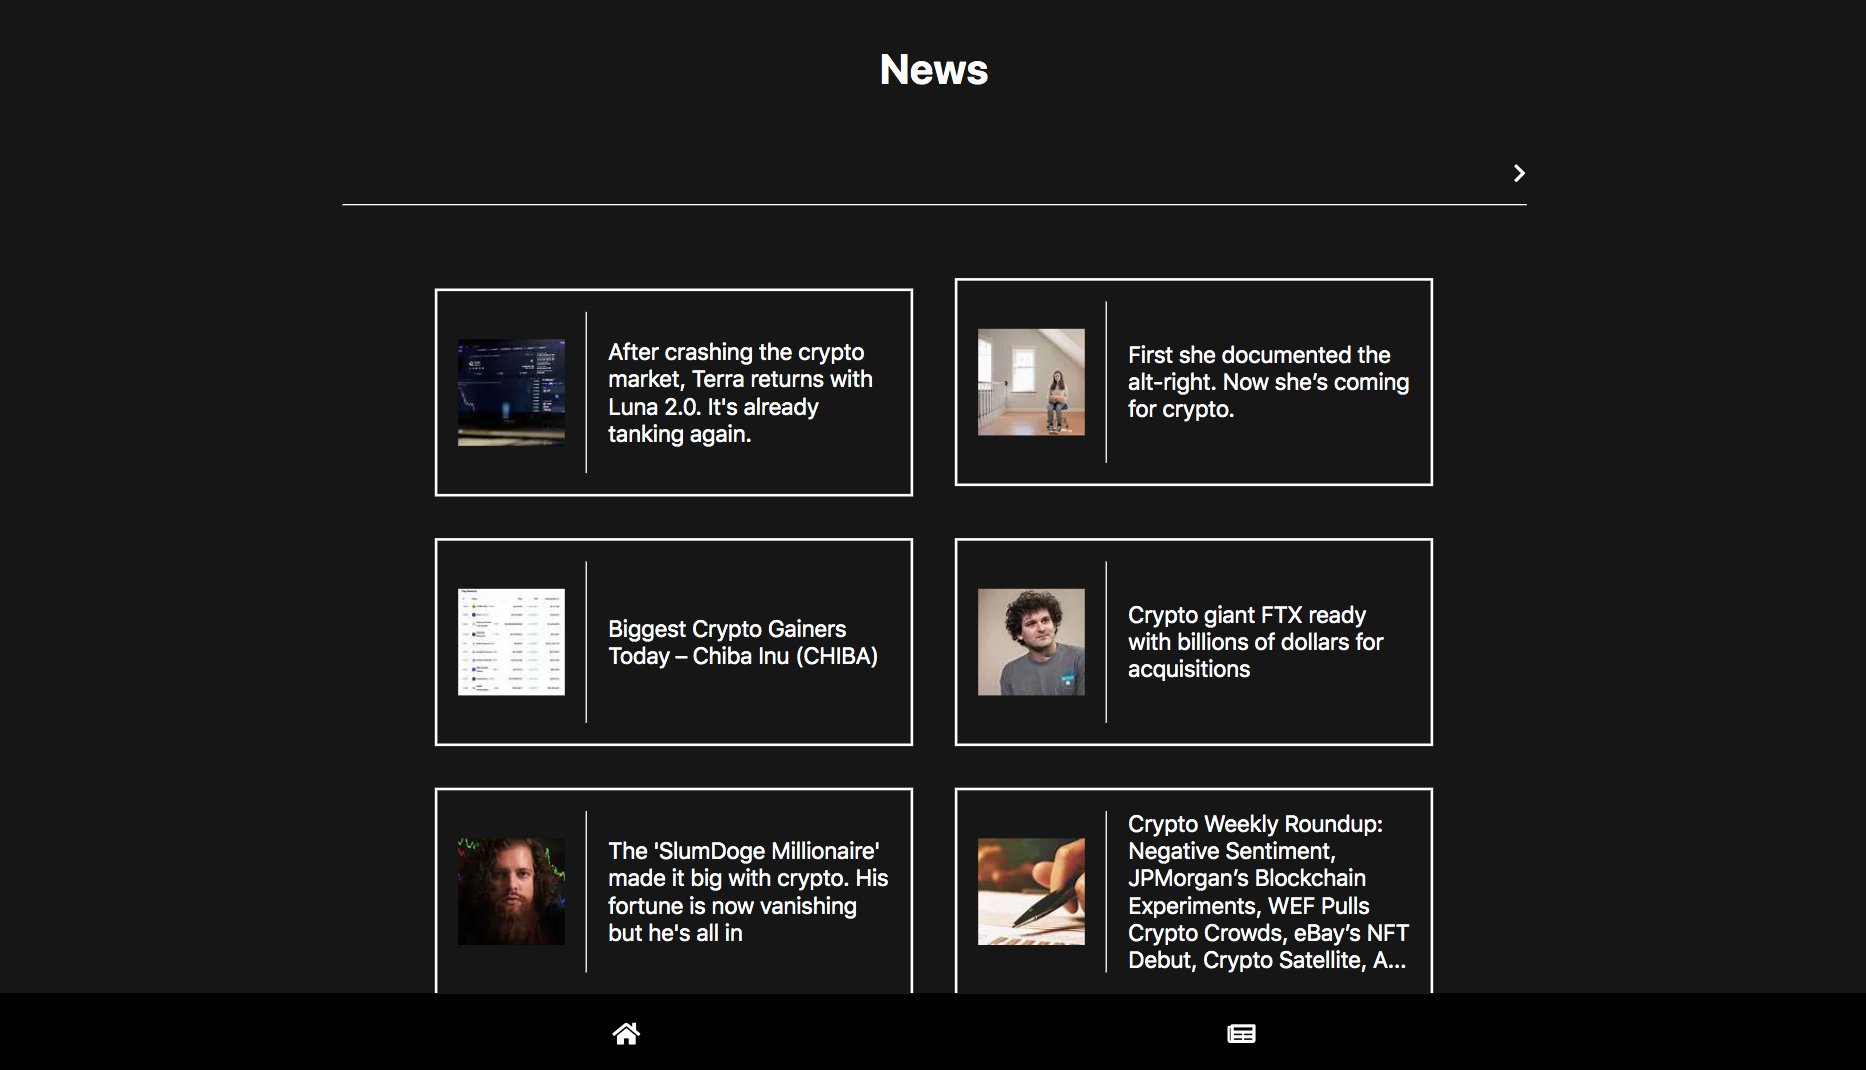 News
After crashing the crypto
market, Terra returns with
Luna 2.0. It's already
tanking again.
First she documented the
alt-right. Now she’s coming
for crypto.
Biggest Crypto Gainers
Today – Chiba Inu (CHIBA)
Crypto giant FTX ready
with billions of dollars for
acquisitions
The 'SlumDoge Millionaire'
made it big with crypto. His
fortune is now vanishing
but he's all in
Crypto Weekly Roundup:
Negative Sentiment,
JPMorgan’s Blockchain
Experiments, WEF Pulls
Crypto Crowds, eBay’s NFT
Debut, Crypto Satellite, A...